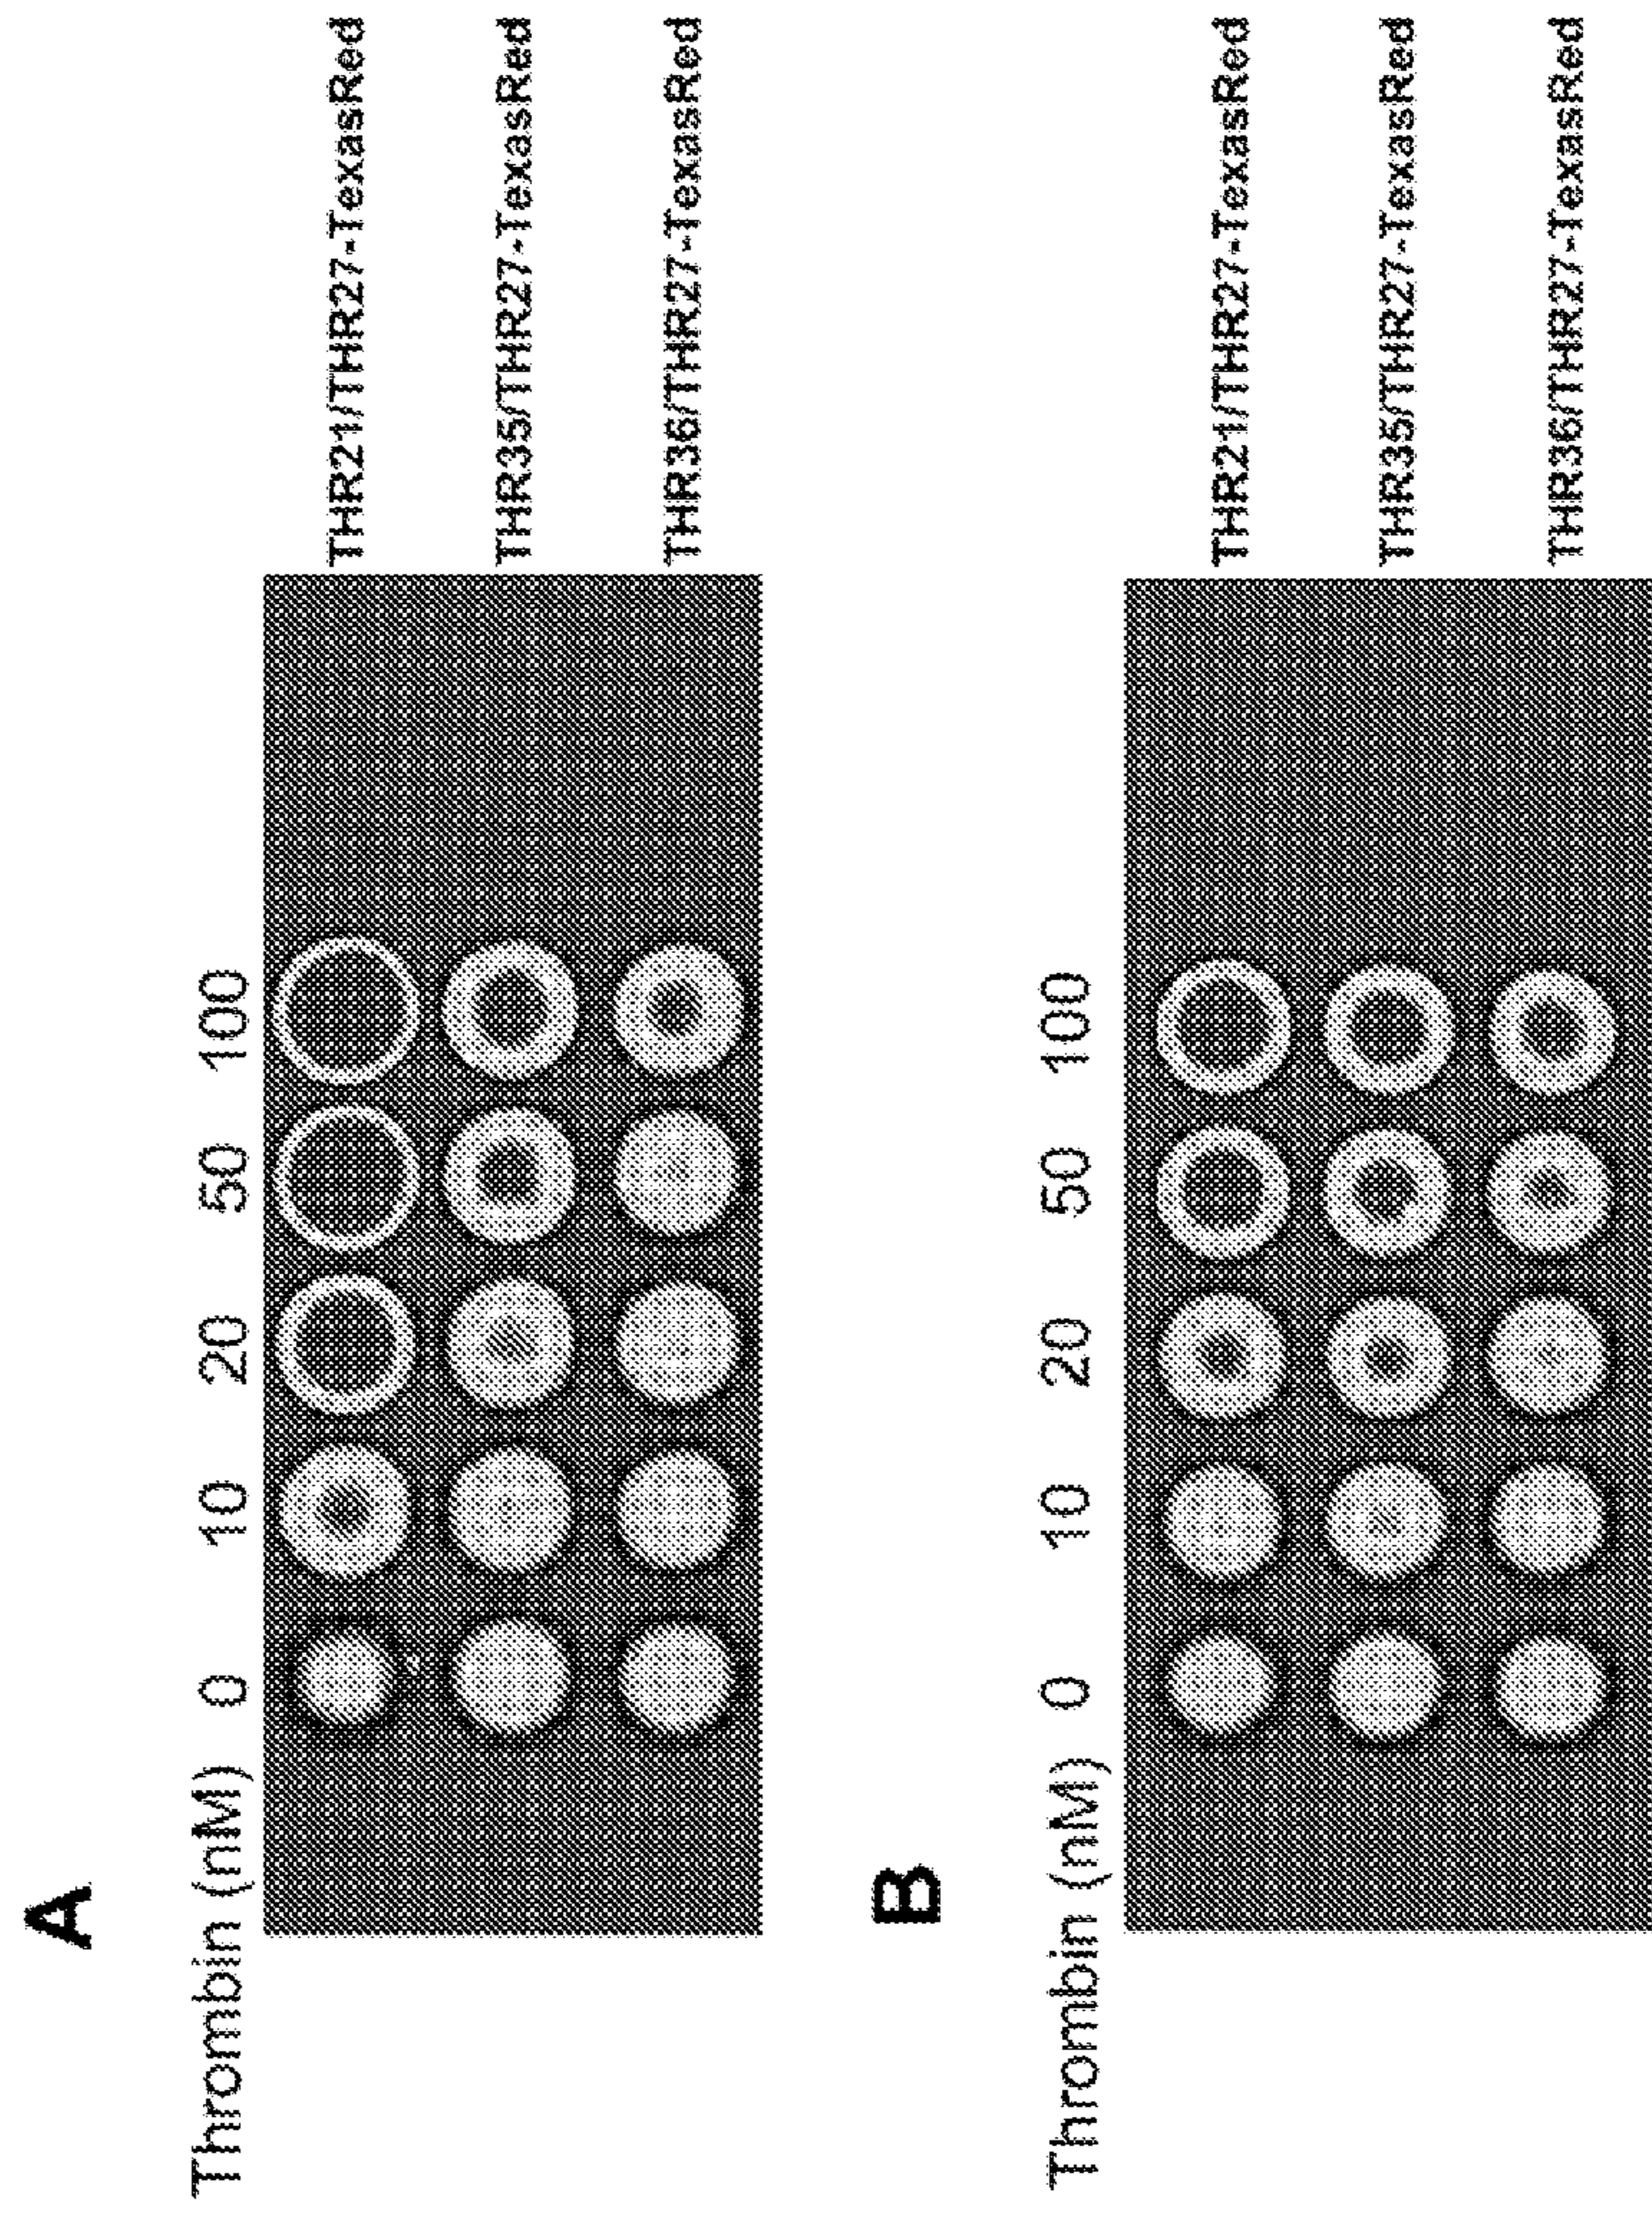 A
Thrombin (nM) 0 10 20 50 100
THR21/THR27-TexasRed
THR35/THR27-TexasRed
THR36/THR27-TexasRed
B
Thrombin (nM) 0 10 20 50 100
THR21/THR27-TexasRed
THR35/THR27-TexasRed
THR36/THR27-TexasRed